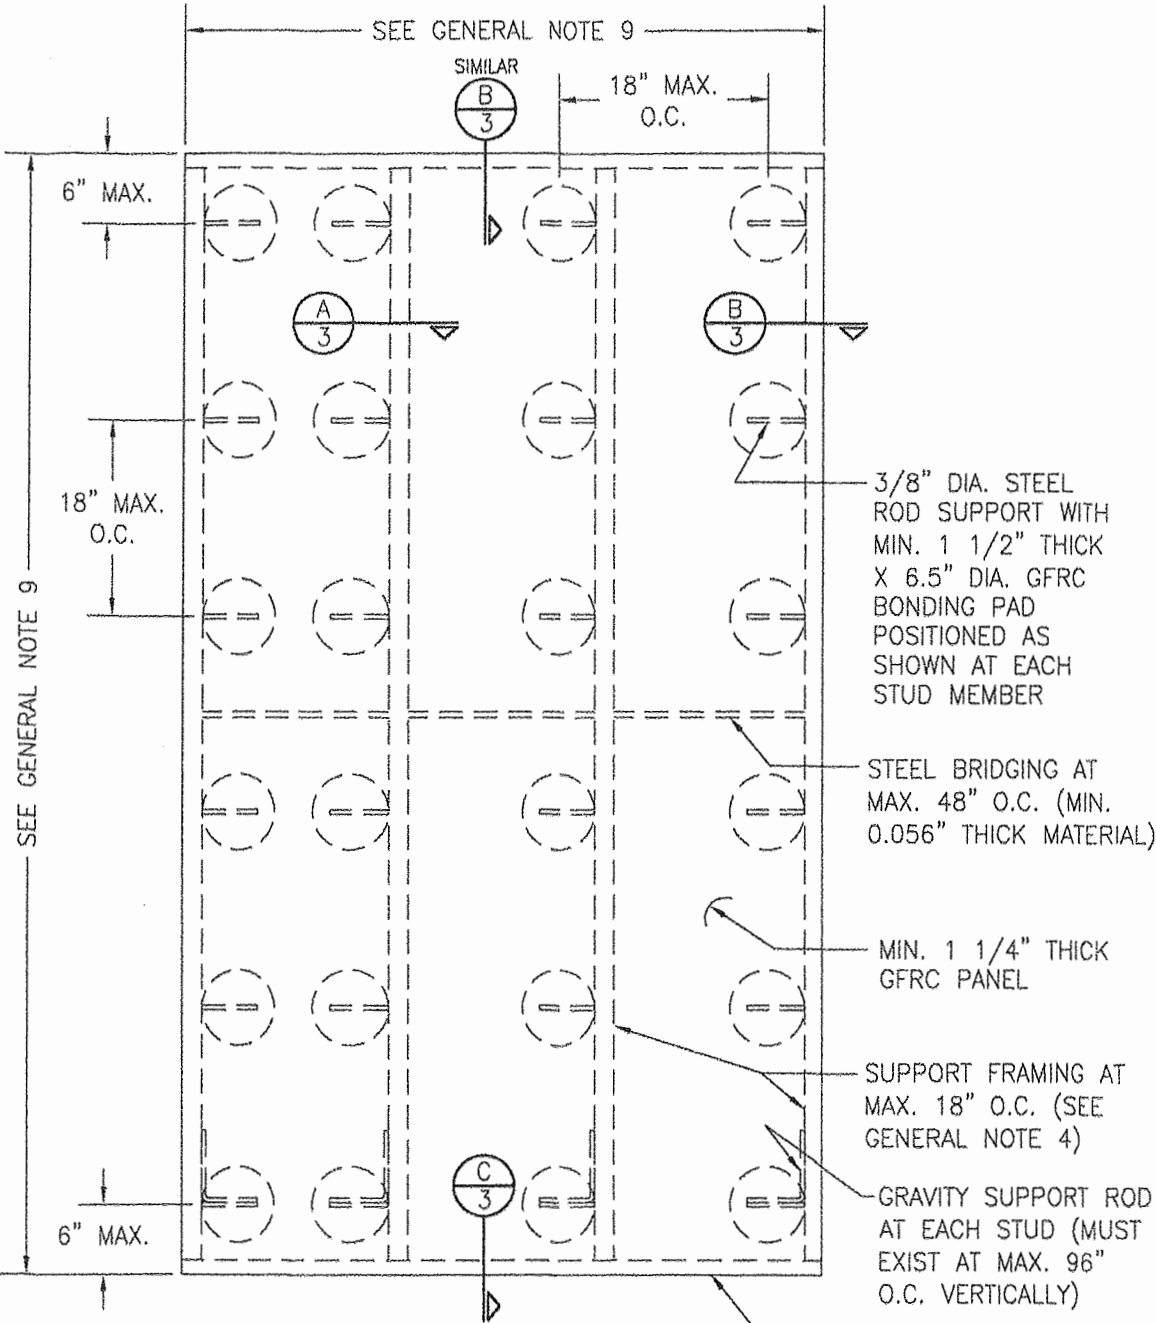 SEE GENERAL NOTE 9
SIMILAR
B
3
18" MAX.
O.C.
6" MAX.
A
3
B
3
18" MAX.
O.C.
SEE GENERAL NOTE 9
3/8" DIA. STEEL
ROD SUPPORT WITH
MIN. 1 1/2" THICK
X 6.5" DIA. GFRC
BONDING PAD
POSITIONED AS
SHOWN AT EACH
STUD MEMBER
STEEL BRIDGING AT
MAX. 48" O.C. (MIN.
0.056" THICK MATERIAL)
MIN. 1 1/4" THICK
GFRC PANEL
SUPPORT FRAMING AT
MAX. 18" O.C. (SEE
GENERAL NOTE 4)
C
3
GRAVITY SUPPORT ROD
AT EACH STUD (MUST
EXIST AT MAX. 96"
O.C. VERTICALLY)
6" MAX.